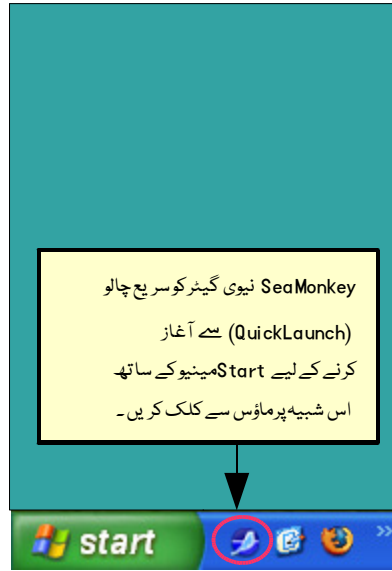 SeaMonkey نیوی گیٹر کو سریع چالو
(QuickLaunch) سے آغاز
کرنے کے لیے Start مینیو کے ساتھ
اس شبیہ پر ماؤس سے کلک کریں۔
start
»